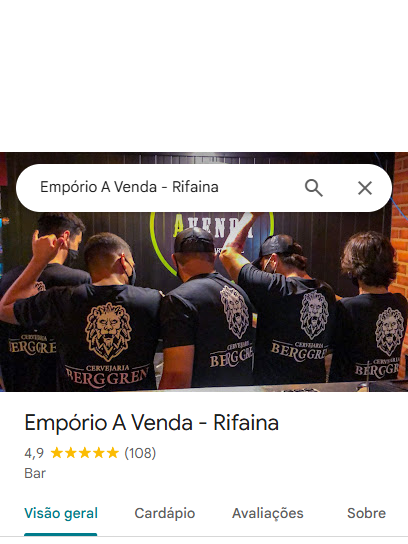 Empório A Venda - Rifaina
A VENDA
CERVEJARIA
BERGGREN
CERVEJARIA
BERGGREN
CERVEJARIA
BERGGREN
CERVEJARIA
Empório A Venda - Rifaina
4,9 (108)
Bar
Visão geral Cardápio Avaliações Sobre